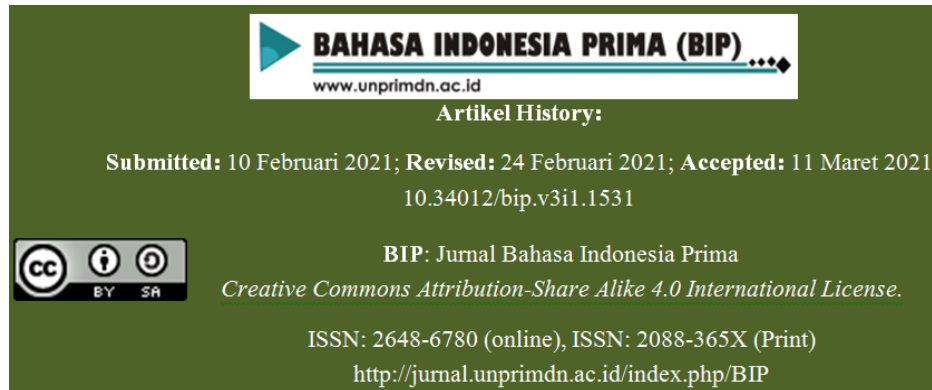 BAHASA INDONESIA PRIMA (BIP)
www.unprimdn.ac.id
Artikel History:
Submitted: 10 Februari 2021; Revised: 24 Februari 2021; Accepted: 11 Maret 2021
10.34012/bip.v3i1.1531
BIP: Jurnal Bahasa Indonesia Prima
cc BY SA
Creative Commons Attribution-Share Alike 4.0 International License.
ISSN: 2648-6780 (online), ISSN: 2088-365X (Print)
http://jurnal.unprimdn.ac.id/index.php/BIP